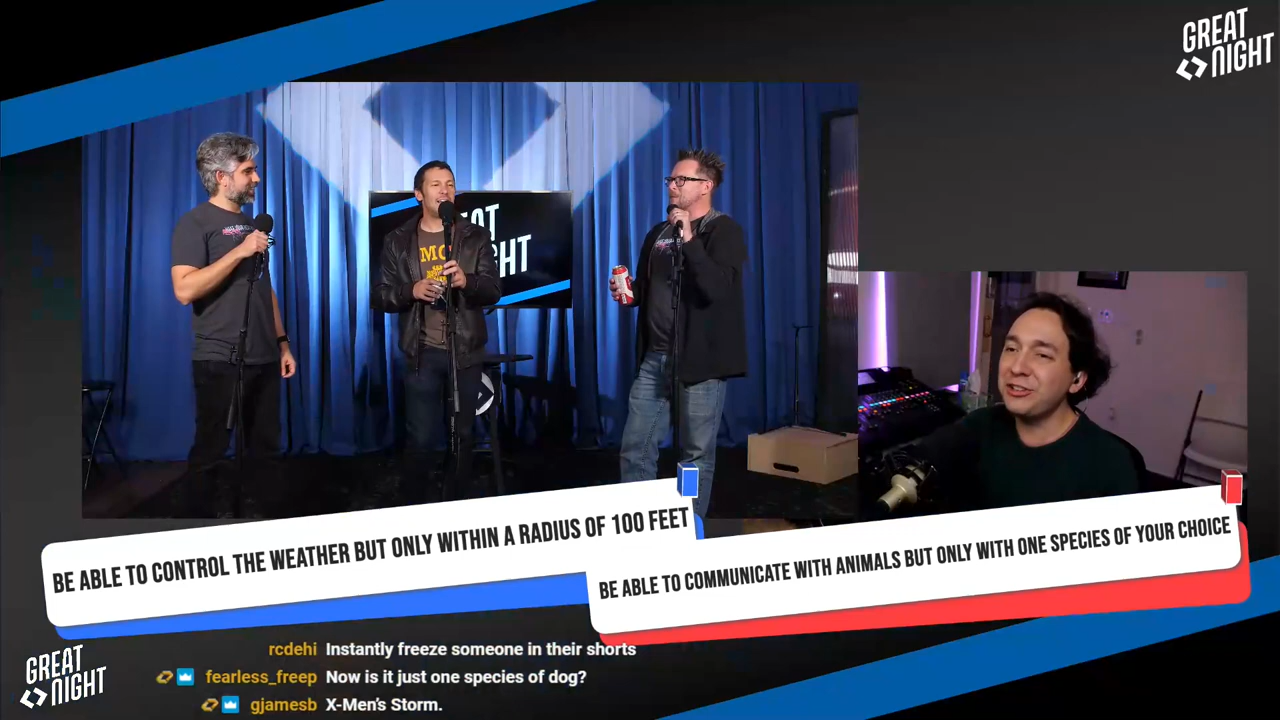 GREAT
NIGHT
GREAT
NIGHT
BE ABLE TO CONTROL THE WEATHER BUT ONLY WITHIN A RADIUS OF 100 FEET
BE ABLE TO COMMUNICATE WITH ANIMALS BUT ONLY WITH ONE SPECIES OF YOUR CHOICE
GREAT
NIGHT
rcdehi Instantly freeze someone in their shorts
fearless_freep Now is it just one species of dog?
gjamesb X-Men's Storm.